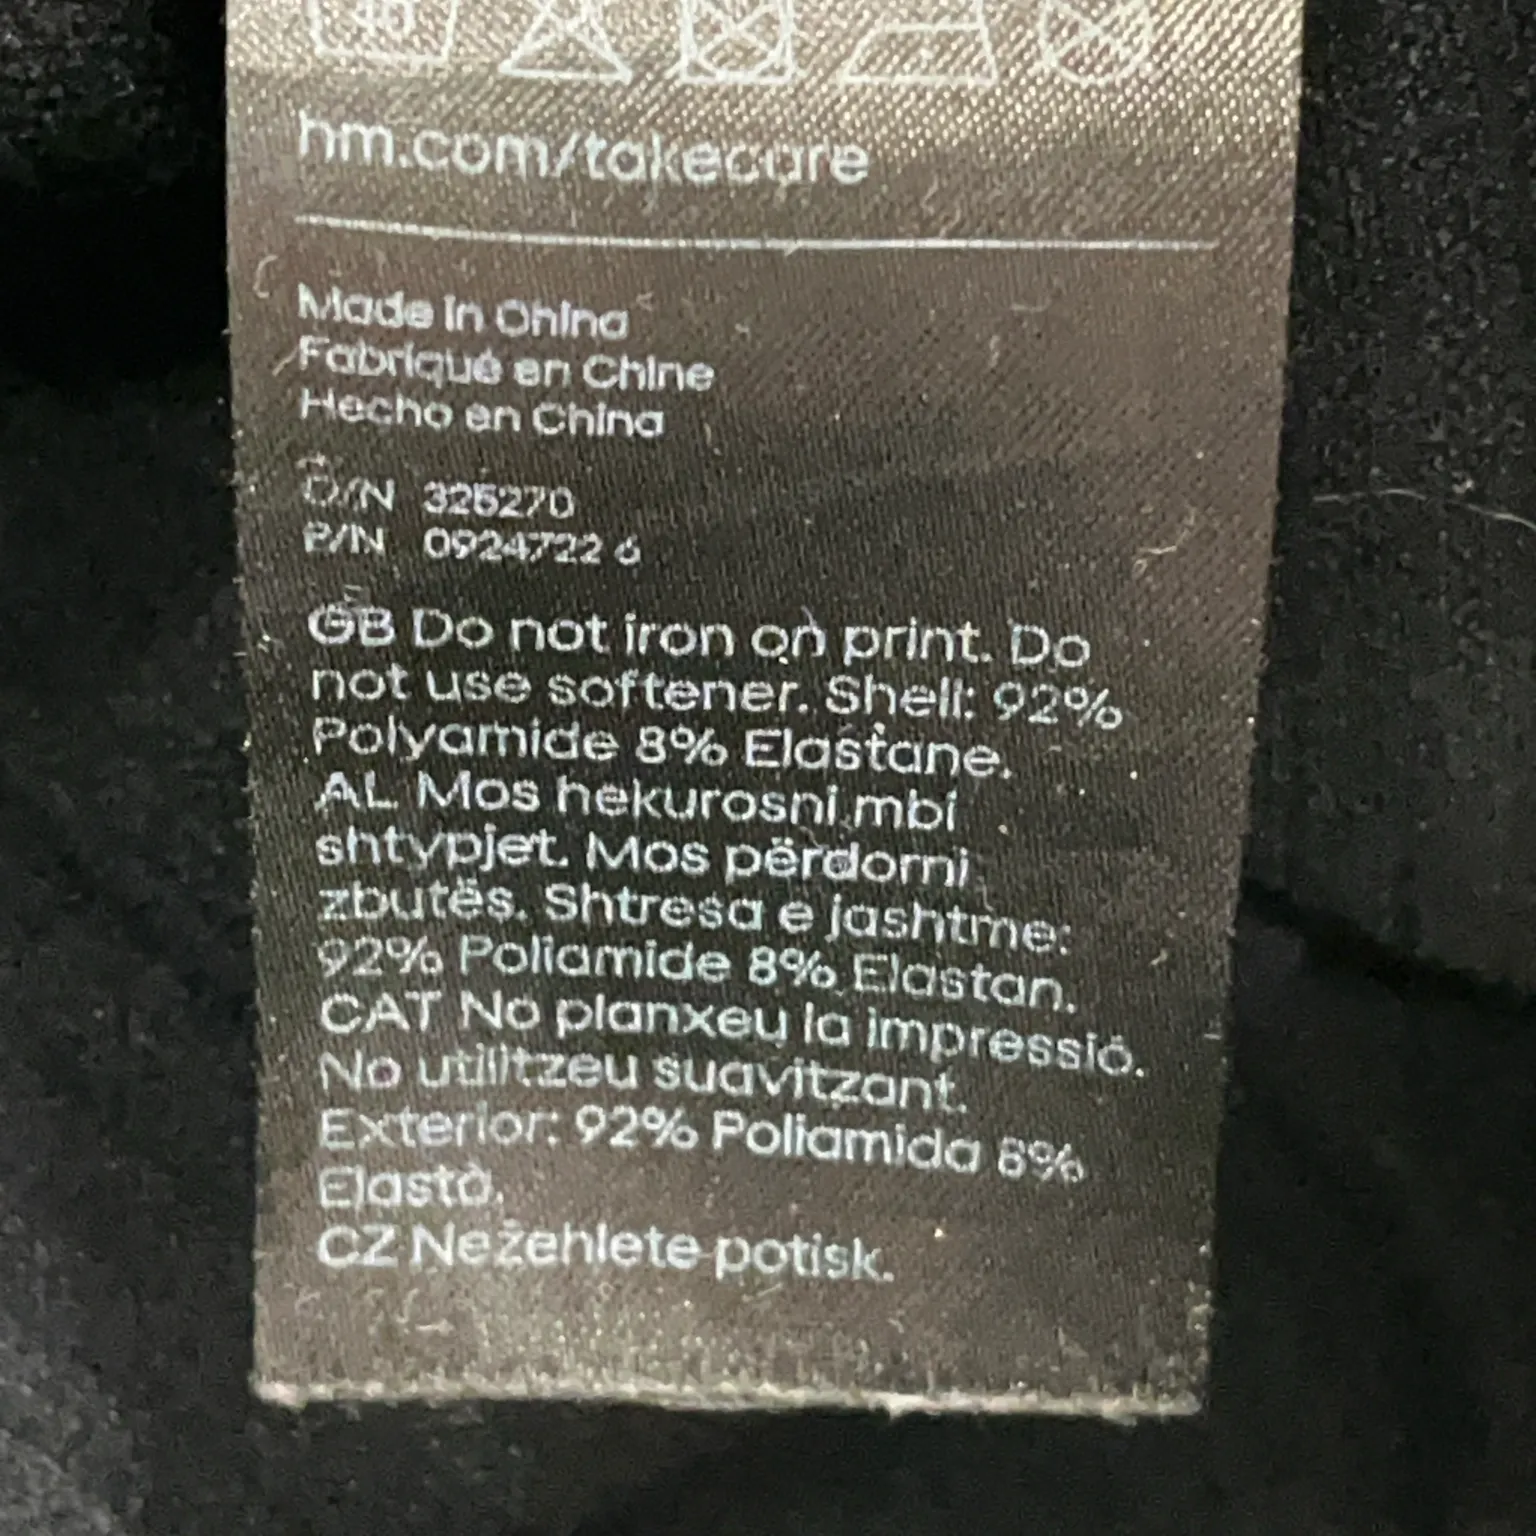 40
hm.com/takecare
Made in China
Fabriqué en Chine
Hecho en China
O/N 325270
P/N 0924722 6
GB Do not iron on print. Do
not use softener. Shell: 92%
Polyamide 8% Elastane.
AL Mos hekurosni mbi
shtypjet. Mos përdorni
zbutës. Shtresa e jashtme:
92% Poliamide 8% Elastan.
CAT No planxeu la impressió.
No utilitzeu suavitzant.
Exterior: 92% Poliamida 8%
Elastà.
CZ Nežehlete potisk.